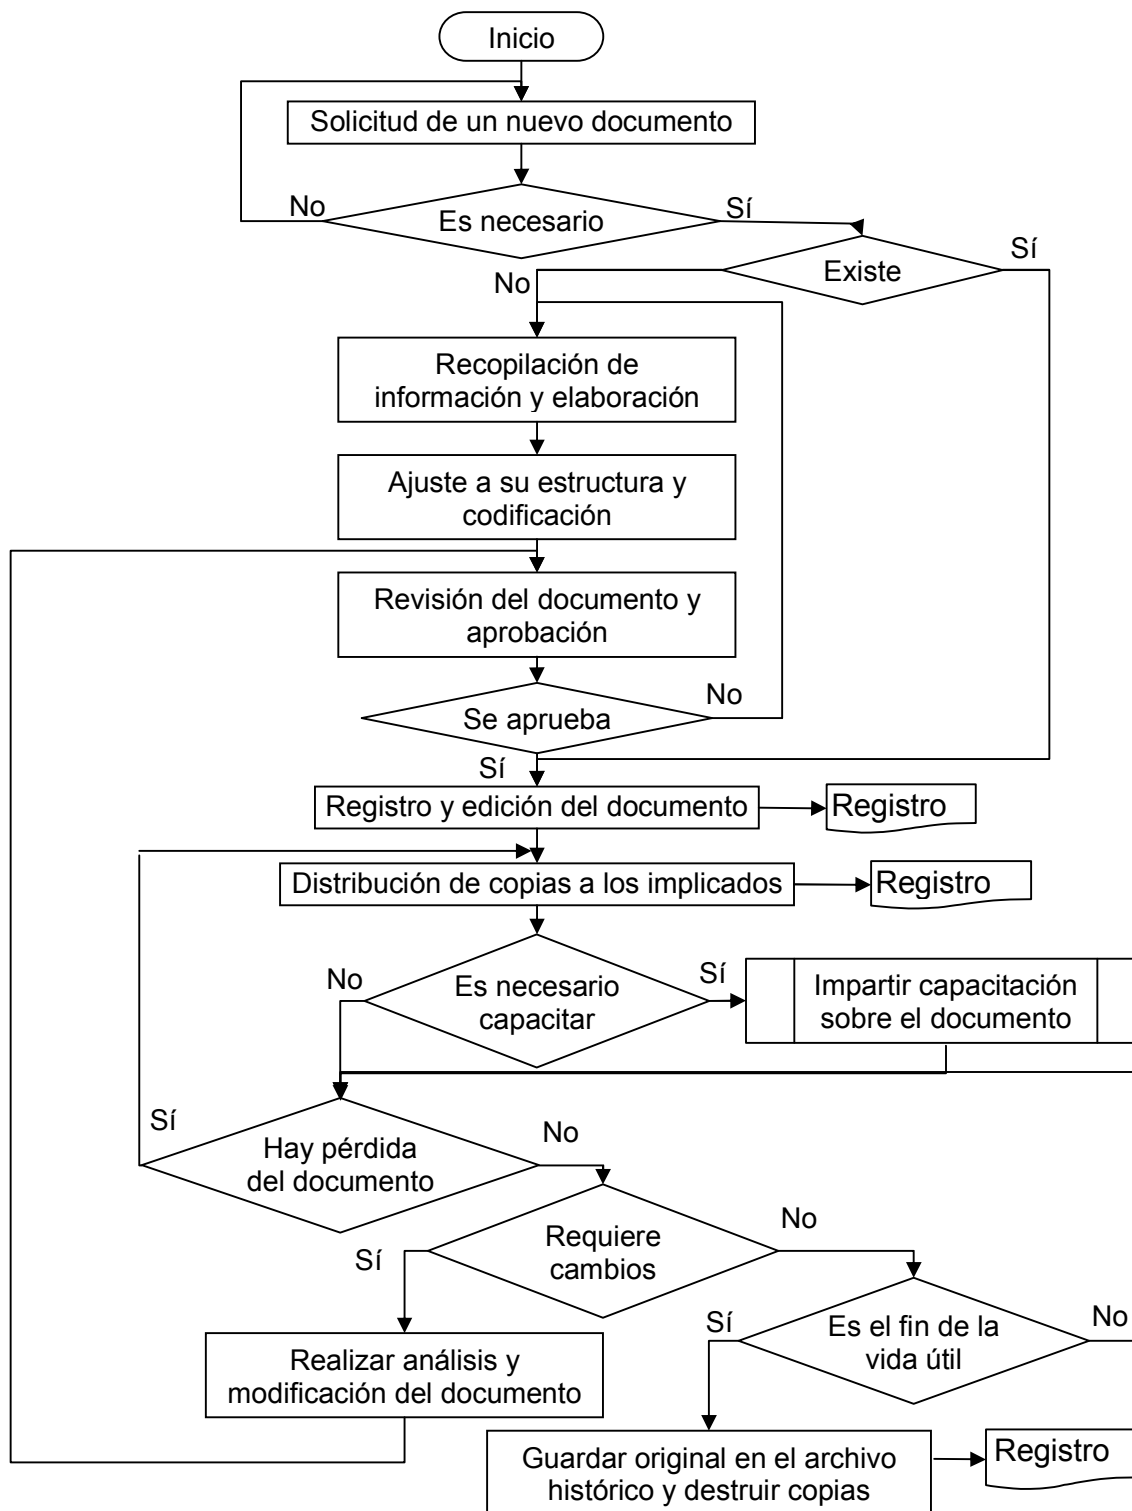 Inicio
Solicitud de un nuevo documento
No
Es necesario
Sí
Existe
Sí
No
Recopilación de
información y elaboración
Ajuste a su estructura y
codificación
Revisión del documento y
aprobación
Se aprueba
No
Sí
Registro y edición del documento
Registro
Distribución de copias a los implicados
Registro
No
Es necesario
capacitar
Sí
Impartir capacitación
sobre el documento
Sí
Hay pérdida
del documento
No
Requiere
cambios
Sí
No
Es el fin de la
vida útil
Sí
No
Realizar análisis y
modificación del documento
Guardar original en el archivo
histórico y destruir copias
Registro